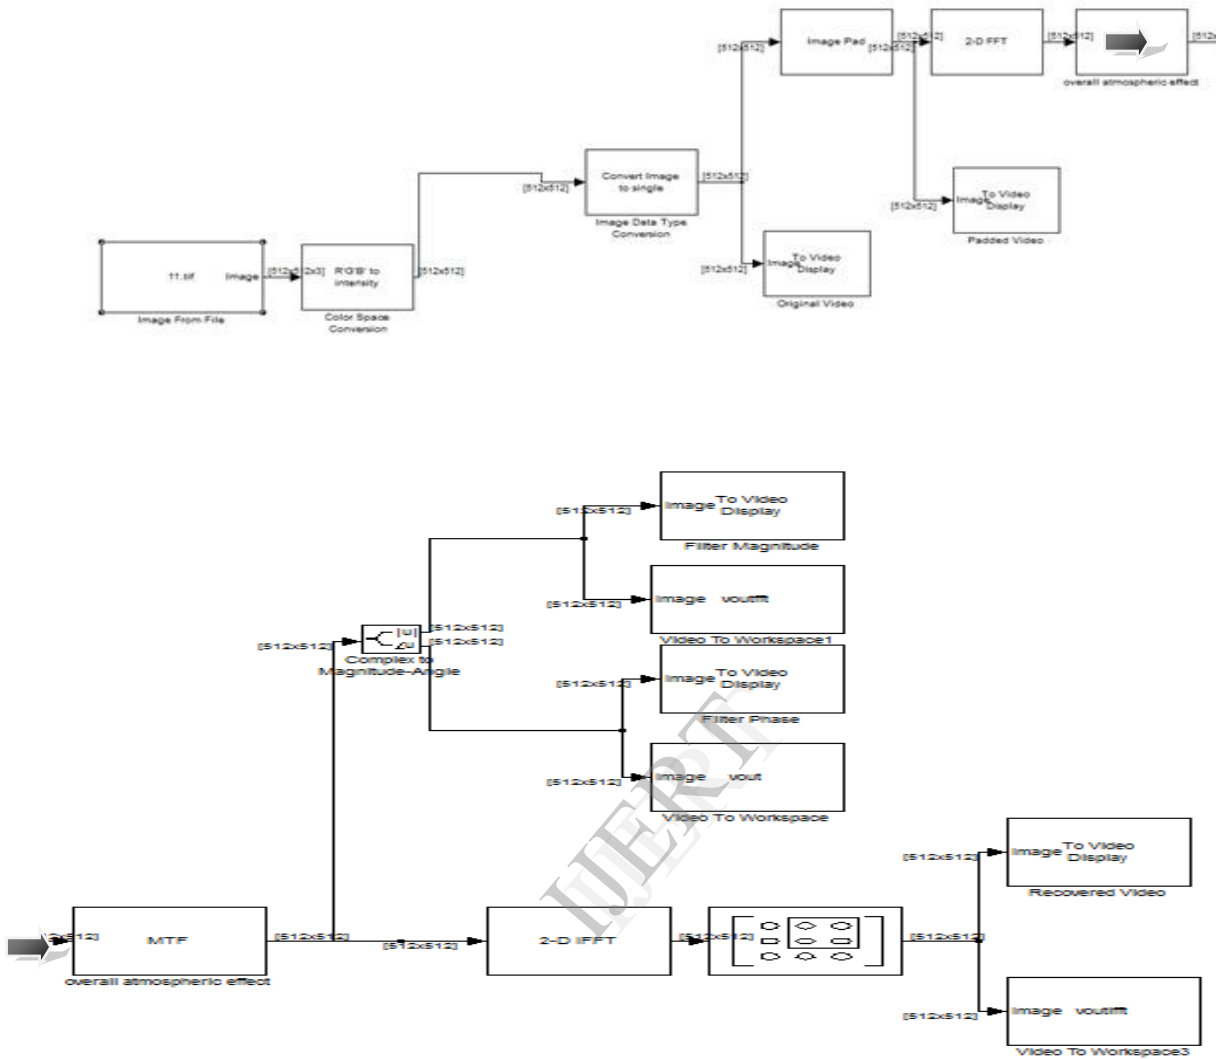 [512x512]
Image Pad
[512x512]
[512x512]
2-D FFT
[512x512]
overall atmospheric effect
[512x512]
Convert Image
to single
[512x512]
Image Data Type
Conversion
[512x512]
To Video
Display
Image
Padded Video
[512x512]
To Video
Display
Image
Original Video
11.tif
Image
Image From File
[512x512x3]
R'G'B' to
intensity
Color Space
Conversion
[512x512]
[512x512]
Image
To Video
Display
Filter Magnitude
[512x512]
Image voutfft
Video To Workspace1
[512x512]
|u|
∠u
[512x512]
[512x512]
Complex to
Magnitude-Angle
[512x512]
Image
To Video
Display
Filter Phase
[512x512]
Image vout
Video To Workspace
IJERT
MTF
overall atmospheric effect
[512x512]
[512x512]
2-D IFFT
[512x512]
[512x512]
[512x512]
Image
To Video
Display
Recovered Video
[512x512]
Image voutifft
Video To Workspace3